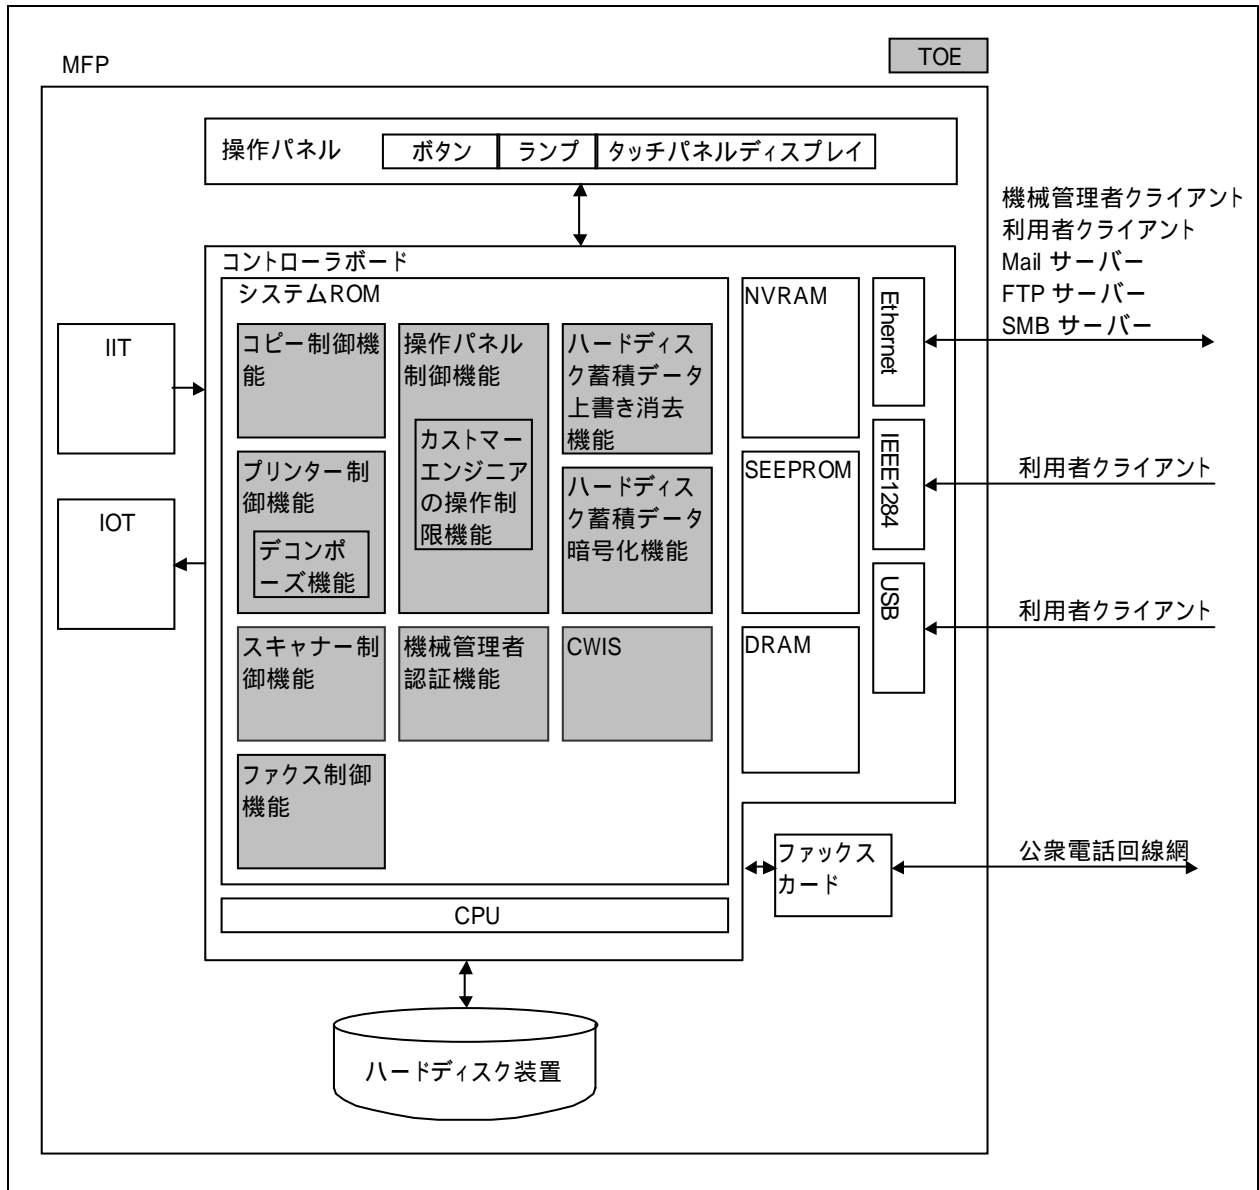 MFP
TOE
操作パネル
ボタン
ランプ
タッチパネルディスプレイ
機械管理者クライアント
利用者クライアント
Mail サーバー
FTP サーバー
SMB サーバー
コントローラボード
システムROM
コピー制御機
能
操作パネル
制御機能
カストマー
エンジニア
の操作制
限機能
ハードディス
ク蓄積データ
上書き消去
機能
プリンター制
御機能
デコンポ
ーズ機能
ハードディス
ク蓄積データ
暗号化機能
スキャナー制
御機能
機械管理者
認証機能
CWIS
ファクス制御
機能
NVRAM
SEEPROM
DRAM
Ethernet
IEEE1284
USB
利用者クライアント
利用者クライアント
IIT
IOT
ファックス
カード
公衆電話回線網
CPU
ハードディスク装置